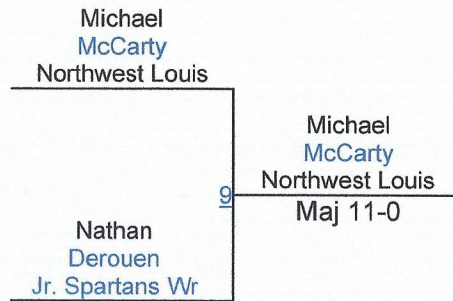 Michael
McCarty
Northwest Louis
Michael
McCarty
Northwest Louis
9
Maj 11-0
Nathan
Derouen
Jr. Spartans Wr